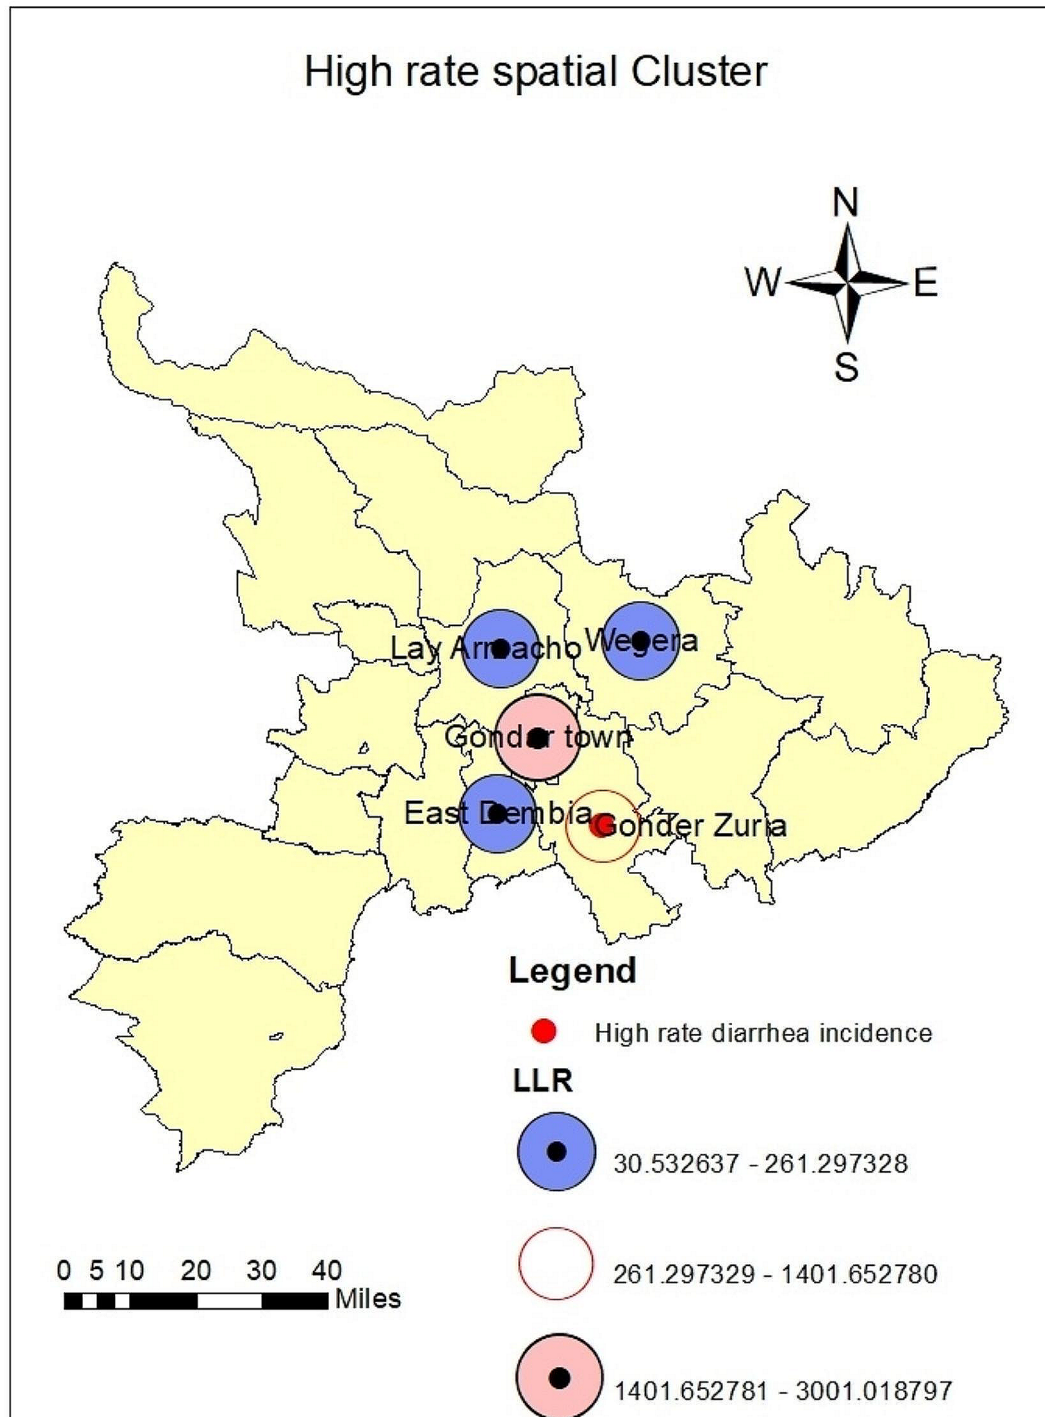 High rate spatial Cluster
N
W E
S
Lay Armacho
Wegera
Gondar town
East Dembia
Gonder Zuria
Legend
High rate diarrhea incidence
LLR
30.532637 - 261.297328
261.297329 - 1401.652780
1401.652781 - 3001.018797
0 5 10 20 30 40
Miles